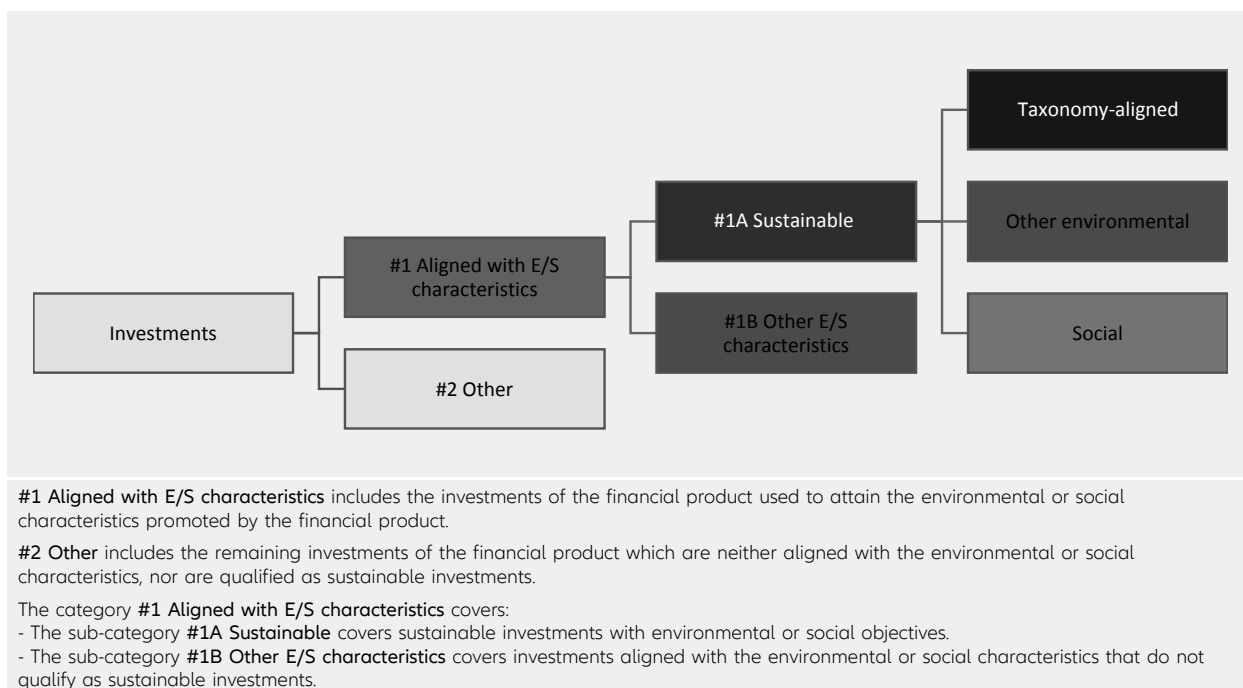 Taxonomy-aligned
#1A Sustainable
Other environmental
#1 Aligned with E/S
characteristics
Investments
#1B Other E/S
characteristics
Social
#2 Other
#1 Aligned with E/S characteristics includes the investments of the financial product used to attain the environmental or social
characteristics promoted by the financial product.
#2 Other includes the remaining investments of the financial product which are neither aligned with the environmental or social
characteristics, nor are qualified as sustainable investments.
The category #1 Aligned with E/S characteristics covers:
- The sub-category #1A Sustainable covers sustainable investments with environmental or social objectives.
- The sub-category #1B Other E/S characteristics covers investments aligned with the environmental or social characteristics that do not
qualify as sustainable investments.